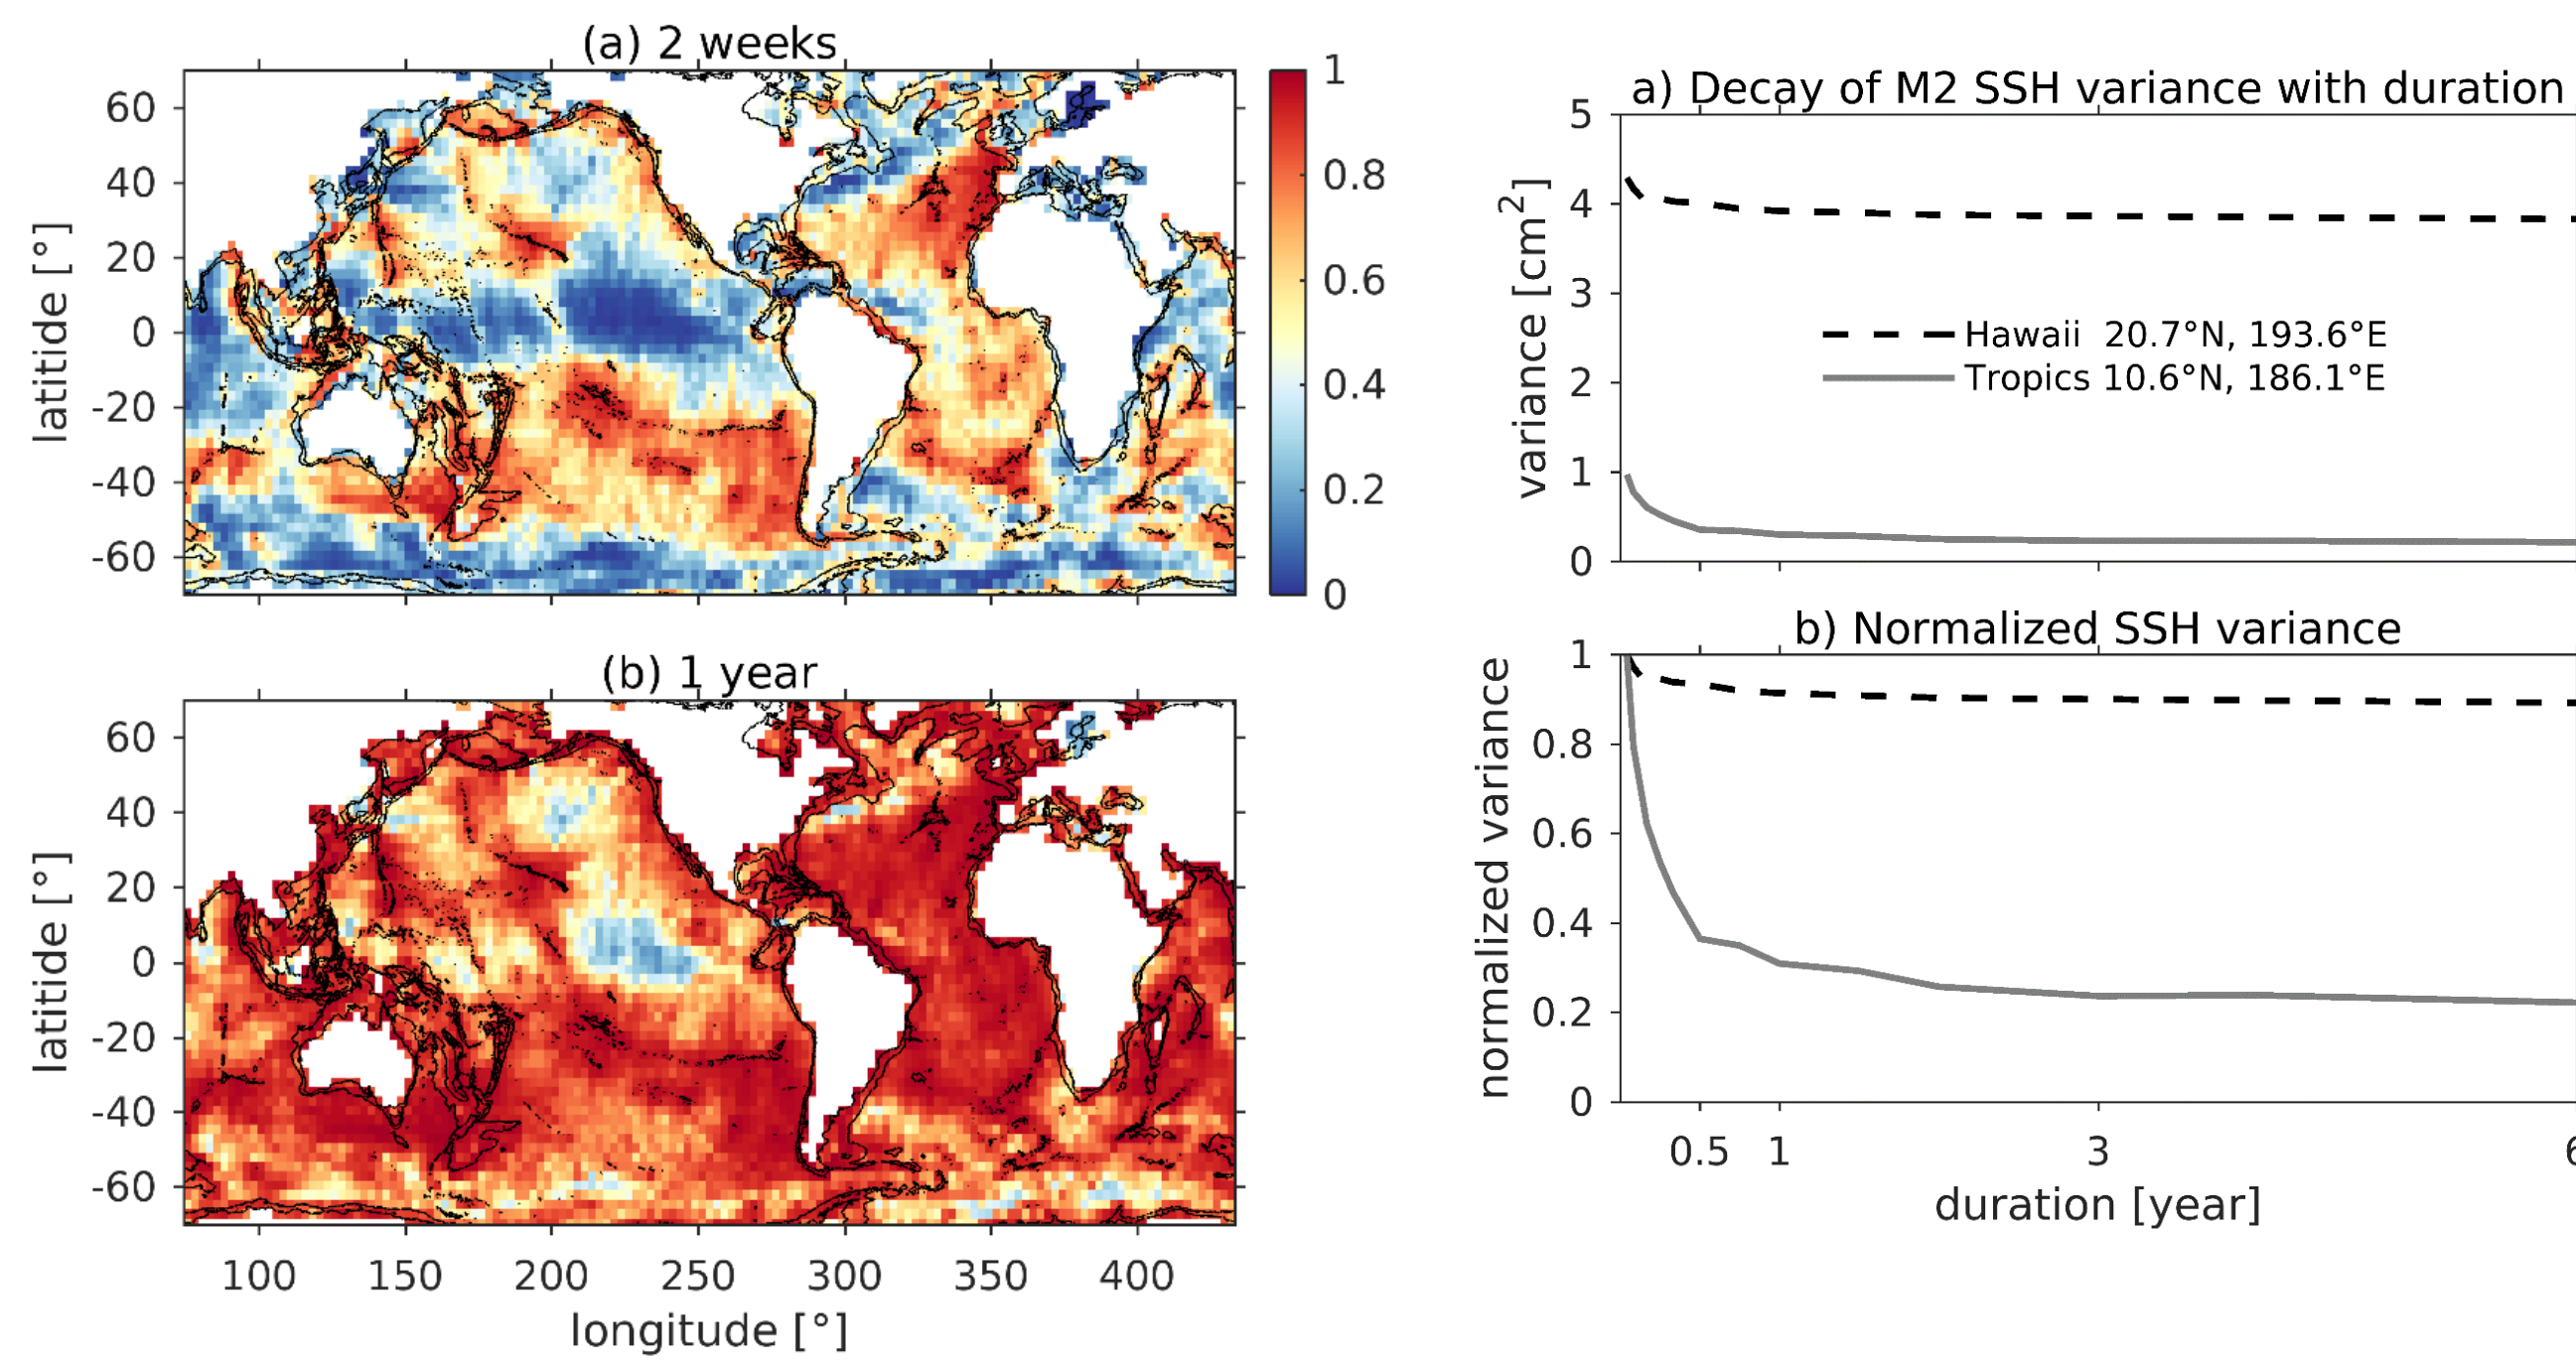 (a) 2 weeks
60
40
20
0
-20
-40
-60
latitide [°]
1
0.8
0.6
0.4
0.2
0
(b) 1 year
60
40
20
0
-20
-40
-60
latitide [°]
100 150 200 250 300 350 400
longitude [°]
a) Decay of M2 SSH variance with duration
5
4
3
2
1
0
variance [cm²]
Hawaii 20.7°N, 193.6°E
Tropics 10.6°N, 186.1°E
b) Normalized SSH variance
1
0.8
0.6
0.4
0.2
0
normalized variance
0.5 1 3 6
duration [year]